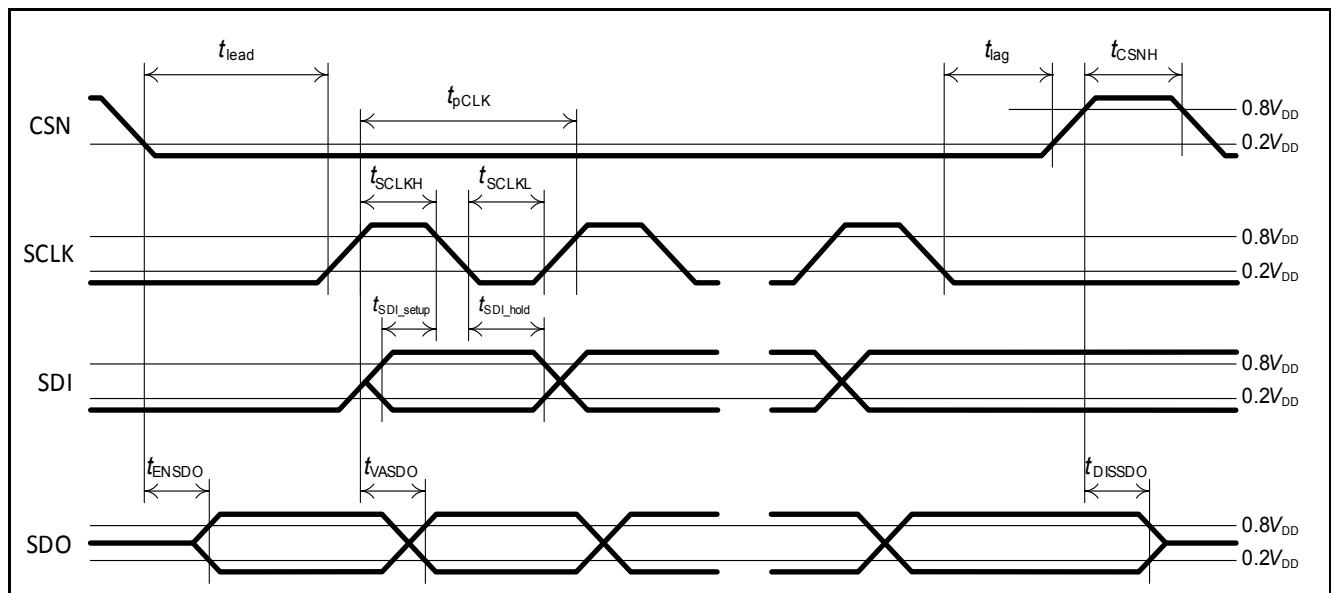 tlead
tlag
tCSNH
tpCLK
CSN
0.8VDD
0.2VDD
tSCLKH
tSCLKL
SCLK
0.8VDD
0.2VDD
tSDI_setup
tSDI_hold
SDI
0.8VDD
0.2VDD
tENSDO
tVASDO
tDISSDO
SDO
0.8VDD
0.2VDD